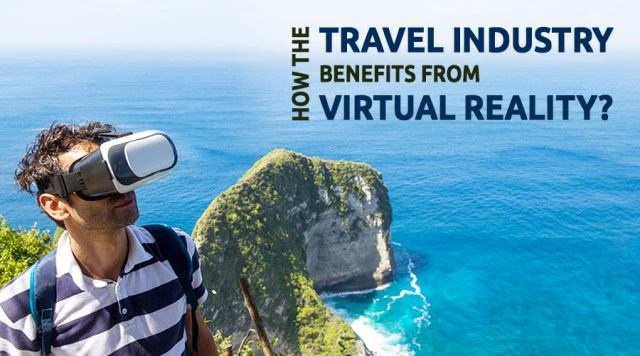 HOW THE
TRAVEL INDUSTRY
BENEFITS FROM
VIRTUAL REALITY?